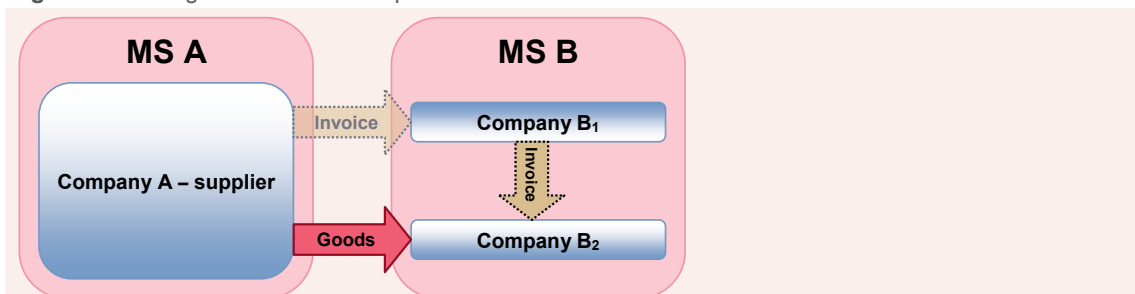 MS A
MS B
Invoice
Company B₁
Invoice
Company A – supplier
Goods
Company B₂